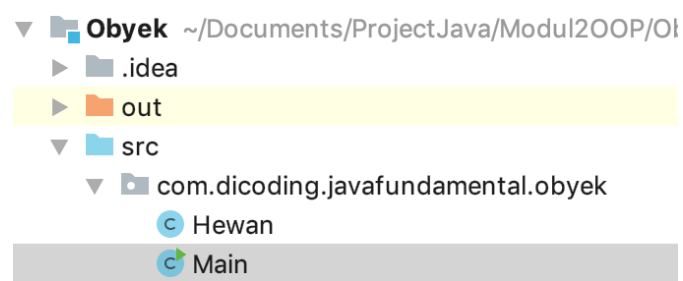 Obyek ~/Documents/ProjectJava/Modul2OOP/Ob
.idea
out
src
com.dicoding.javafundamental.obyek
C Hewan
C Main